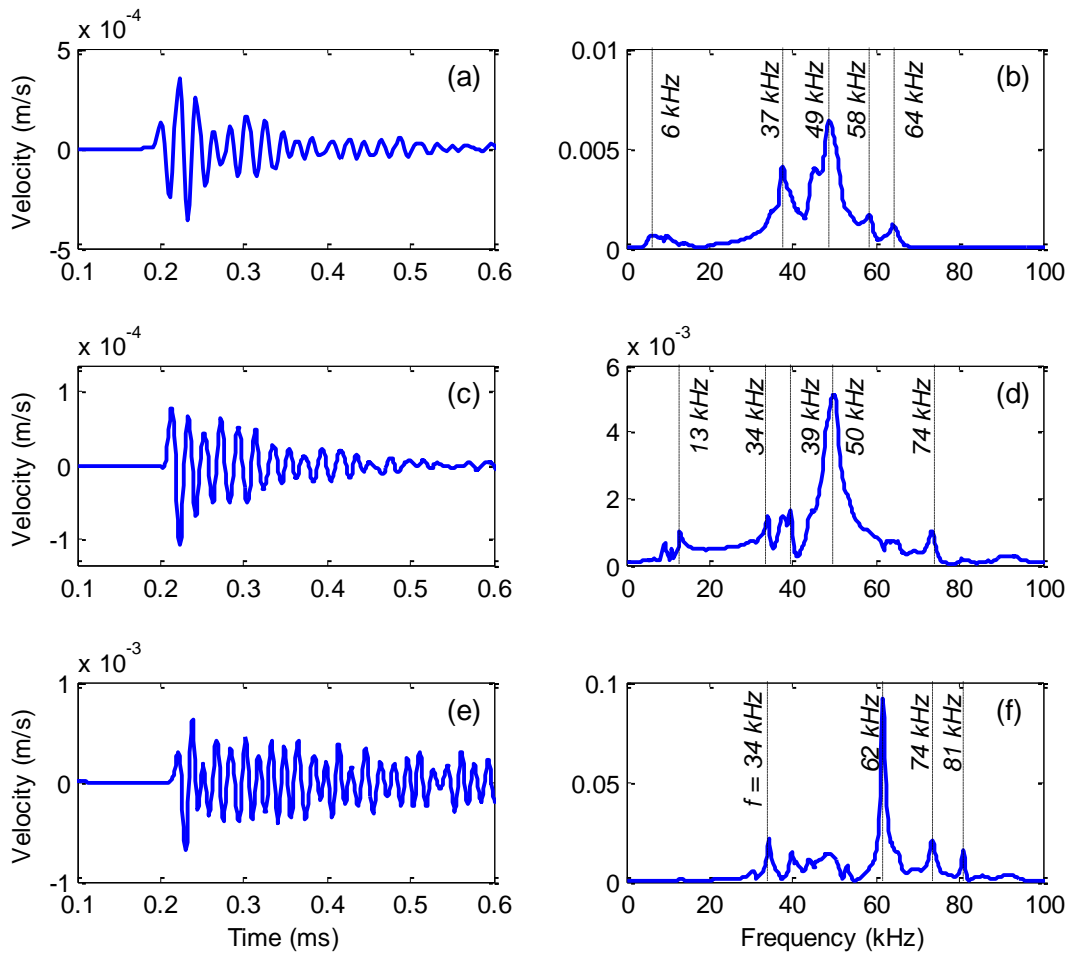 x 10^-4
5
0
-5
Velocity (m/s)
(a)
0.1 0.2 0.3 0.4 0.5 0.6
0.01
0.005
0
6 kHz
37 kHz
49 kHz
58 kHz
64 kHz
(b)
0 20 40 60 80 100
x 10^-4
1
0
-1
Velocity (m/s)
(c)
0.1 0.2 0.3 0.4 0.5 0.6
x 10^-3
6
4
2
0
13 kHz
34 kHz
39 kHz
50 kHz
74 kHz
(d)
0 20 40 60 80 100
x 10^-3
1
0
-1
Velocity (m/s)
(e)
0.1 0.2 0.3 0.4 0.5 0.6
Time (ms)
0.1
0.05
0
f = 34 kHz
62 kHz
74 kHz
81 kHz
(f)
0 20 40 60 80 100
Frequency (kHz)